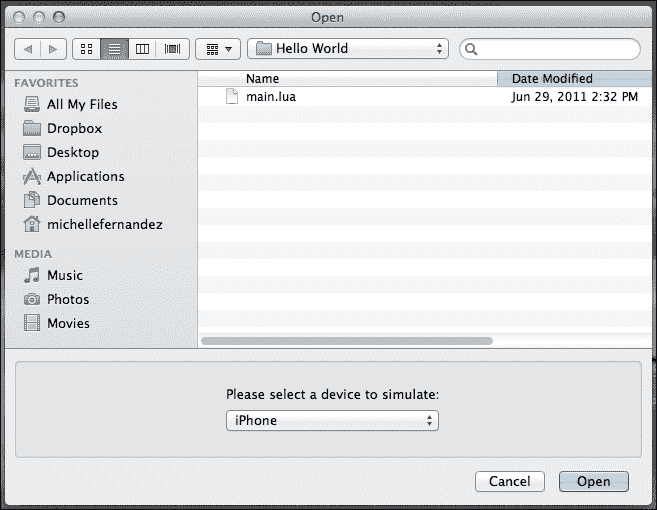 Open
Hello World
FAVORITES
All My Files
Dropbox
Desktop
Applications
Documents
michellefernandez
MEDIA
Music
Photos
Movies
Name Date Modified
main.lua Jun 29, 2011 2:32 PM
Please select a device to simulate:
iPhone
Cancel Open